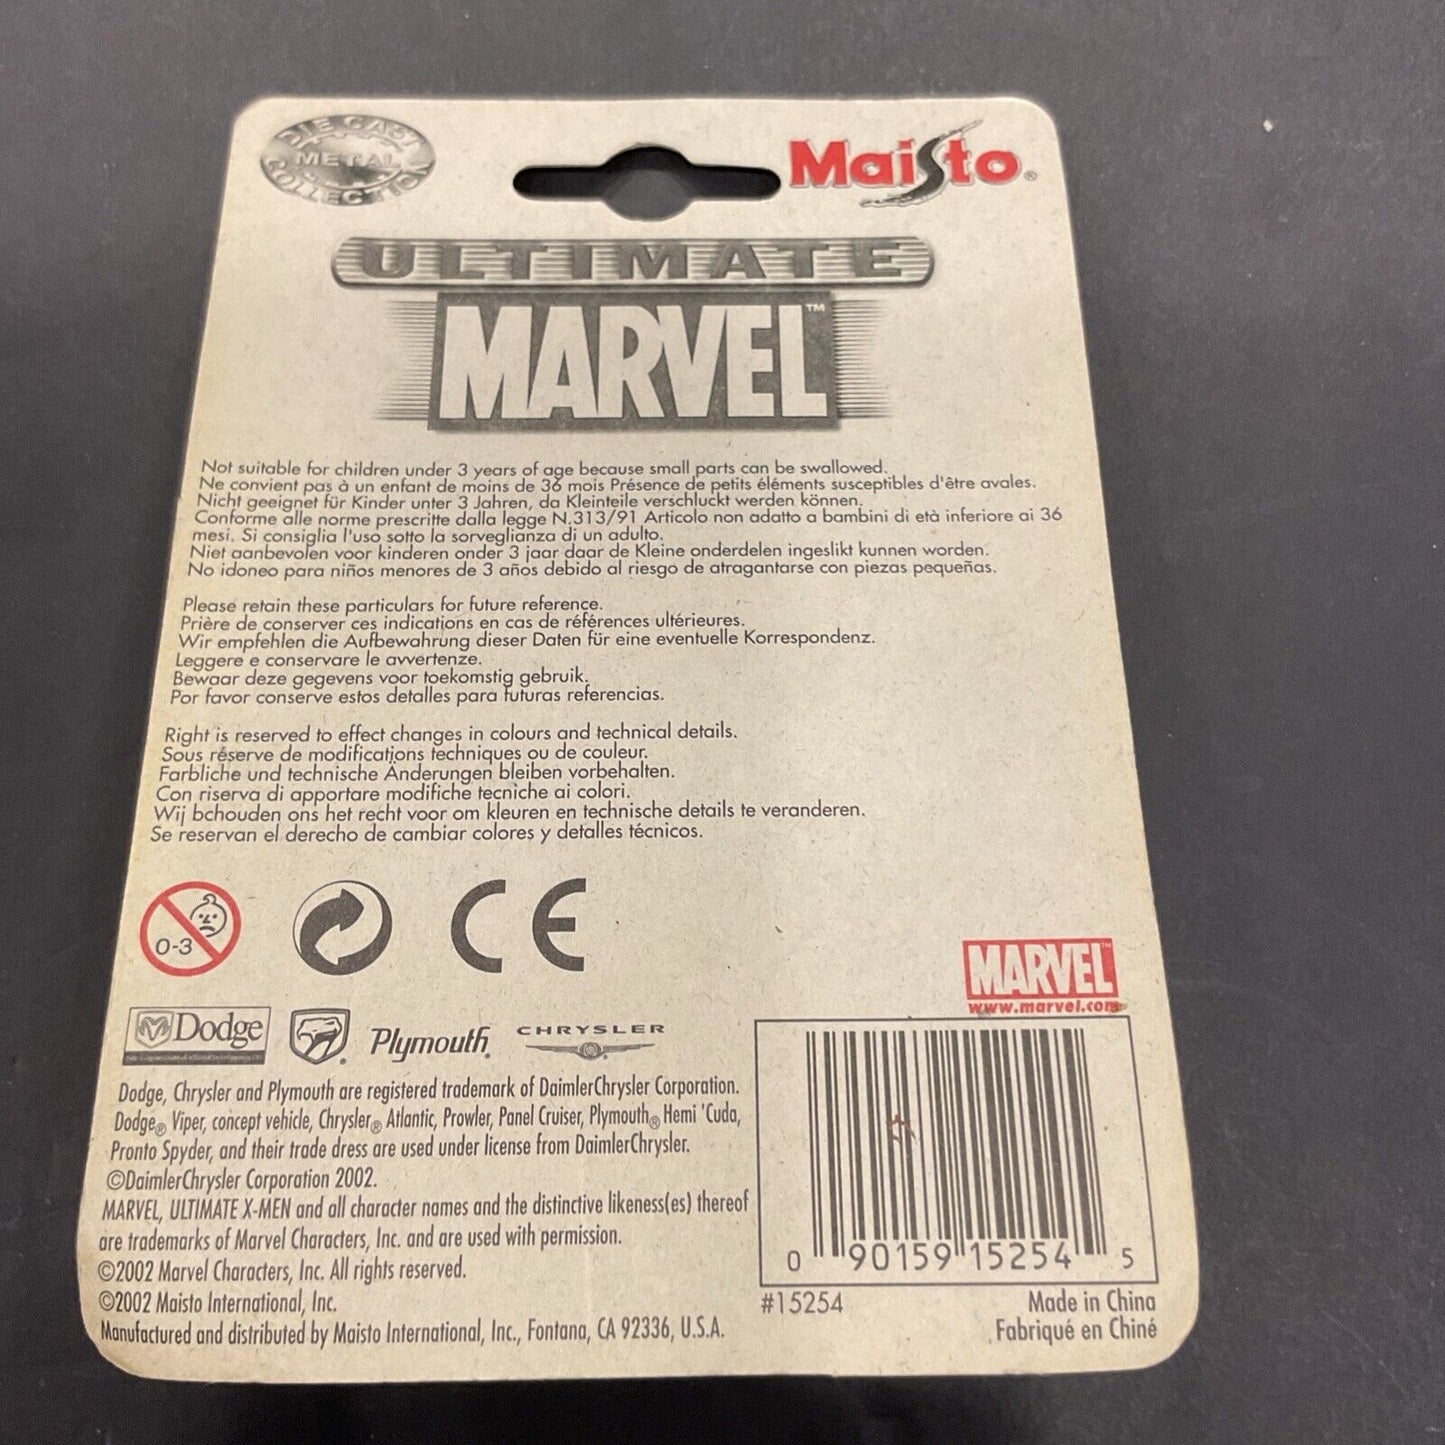 DIE CAST
METAL
COLLECTION
Maisto®
ULTIMATE
MARVEL™
Not suitable for children under 3 years of age because small parts can be swallowed.
Ne convient pas à un enfant de moins de 36 mois Présence de petits éléments susceptibles d'être avales.
Nicht geeignet für Kinder unter 3 Jahren, da Kleinteile verschluckt werden können.
Conforme alle norme prescritte dalla legge N.313/91 Articolo non adatto a bambini di età inferiore ai 36
mesi. Si consiglia l'uso sotto la sorveglianza di un adulto.
Niet aanbevolen voor kinderen onder 3 jaar daar de Kleine onderdelen ingeslikt kunnen worden.
No idoneo para niños menores de 3 años debido al riesgo de atragantarse con piezas pequeñas.
Please retain these particulars for future reference.
Prière de conserver ces indications en cas de références ultérieures.
Wir empfehlen die Aufbewahrung dieser Daten für eine eventuelle Korrespondenz.
Leggere e conservare le avvertenze.
Bewaar deze gegevens voor toekomstig gebruik.
Por favor conserve estos detalles para futuras referencias.
Right is reserved to effect changes in colours and technical details.
Sous réserve de modifications techniques ou de couleur.
Farbliche und technische Änderungen bleiben vorbehalten.
Con riserva di apportare modifiche tecniche ai colori.
Wij bchouden ons het recht voor om kleuren en technische details te veranderen.
Se reservan el derecho de cambiar colores y detalles técnicos.
0-3
CE
MARVEL™
www.marvel.com
Dodge
Plymouth®
CHRYSLER
Dodge, Chrysler and Plymouth are registered trademark of DaimlerChrysler Corporation.
Dodge® Viper, concept vehicle, Chrysler® Atlantic, Prowler, Panel Cruiser, Plymouth® Hemi 'Cuda,
Pronto Spyder, and their trade dress are used under license from DaimlerChrysler.
©DaimlerChrysler Corporation 2002.
MARVEL, ULTIMATE X-MEN and all character names and the distinctive likeness(es) thereof
are trademarks of Marvel Characters, Inc. and are used with permission.
©2002 Marvel Characters, Inc. All rights reserved.
©2002 Maisto International, Inc.
Manufactured and distributed by Maisto International, Inc., Fontana, CA 92336, U.S.A.
0 90159 15254 5
#15254
Made in China
Fabriqué en Chiné